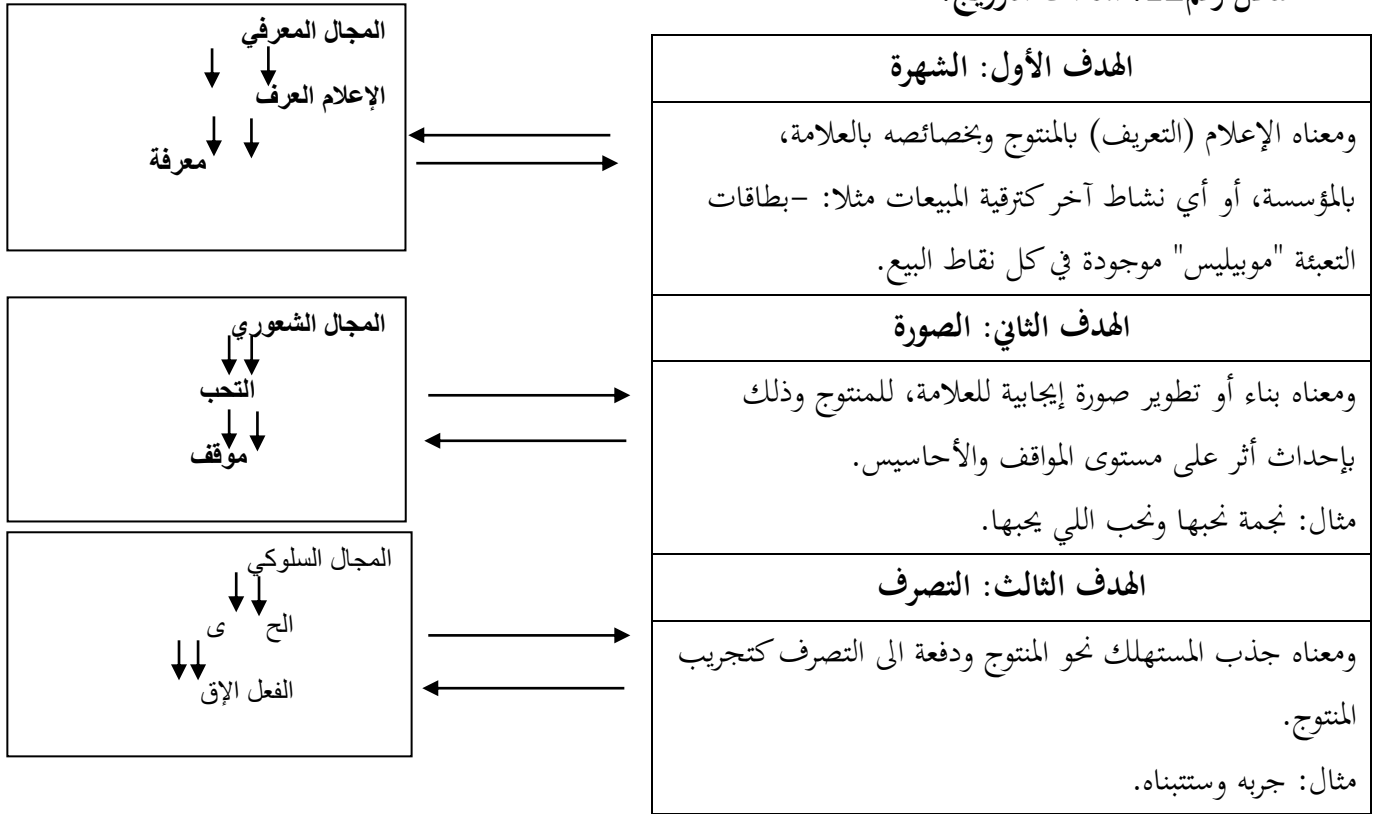 الهدف الأول: الشهرة
ومعناه الإعلام (التعريف) بالمنتوج وبخصائصه بالعلامة،
بالمؤسسة، أو أي نشاط آخر كترقية المبيعات مثلا: -بطاقات
التعبئة "موبيليس" موجودة في كل نقاط البيع.
الهدف الثاني: الصورة
ومعناه بناء أو تطوير صورة إيجابية للعلامة، للمنتوج وذلك
بإحداث أثر على مستوى المواقف والأحاسيس.
مثال: نجمة نحبها ونحب اللي يحبها.
الهدف الثالث: التصرف
ومعناه جذب المستهلك نحو المنتوج ودفعة الى التصرف كتجريب
المنتوج.
مثال: جربه وستتبناه.
المجال المعرفي
الإعلام العرف
معرفة
المجال الشعوري
التحب
موقف
المجال السلوكي
الح ى
الفعل الإق